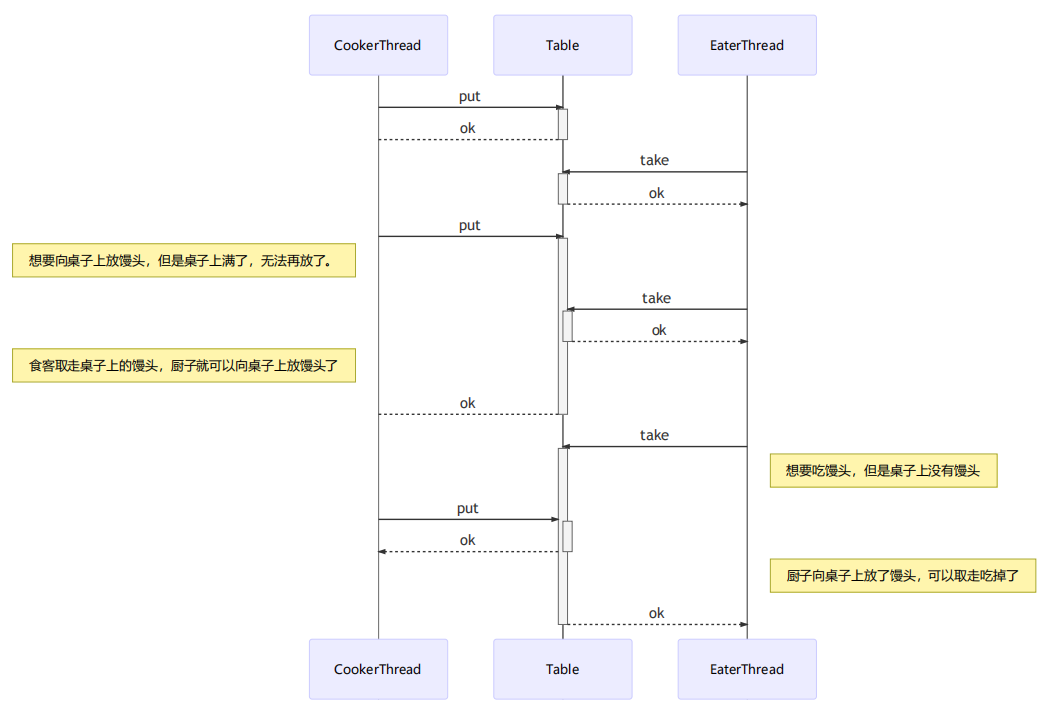 CookerThread
Table
EaterThread
put
ok
take
ok
put
想要向桌子上放馒头，但是桌子上满了，无法再放了。
take
ok
食客取走桌子上的馒头，厨子就可以向桌子上放馒头了
ok
take
想要吃馒头，但是桌子上没有馒头
put
ok
厨子向桌子上放了馒头，可以取走吃掉了
ok
CookerThread
Table
EaterThread